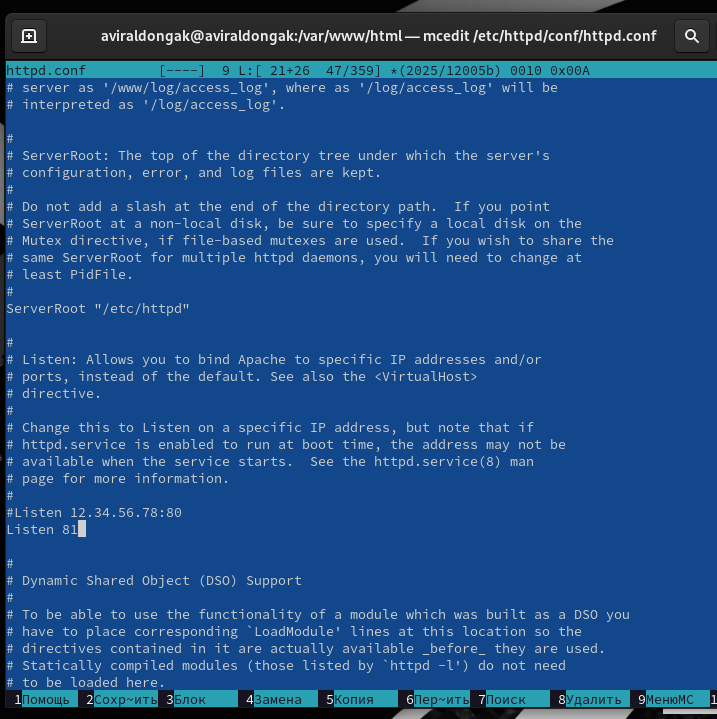 aviraldongak@aviraldongak:/var/www/html — mcedit /etc/httpd/conf/httpd.conf
httpd.conf         [----]  9 L:[ 21+26  47/359] *(2025/12005b) 0010 0x00A
# server as '/www/log/access_log', where as '/log/access_log' will be
# interpreted as '/log/access_log'.
#
# ServerRoot: The top of the directory tree under which the server's
# configuration, error, and log files are kept.
#
# Do not add a slash at the end of the directory path.  If you point
# ServerRoot at a non-local disk, be sure to specify a local disk on the
# Mutex directive, if file-based mutexes are used.  If you wish to share the
# same ServerRoot for multiple httpd daemons, you will need to change at
# least PidFile.
#
ServerRoot "/etc/httpd"
#
# Listen: Allows you to bind Apache to specific IP addresses and/or
# ports, instead of the default. See also the <VirtualHost>
# directive.
#
# Change this to Listen on a specific IP address, but note that if
# httpd.service is enabled to run at boot time, the address may not be
# available when the service starts.  See the httpd.service(8) man
# page for more information.
#
#Listen 12.34.56.78:80
Listen 81
#
# Dynamic Shared Object (DSO) Support
#
# To be able to use the functionality of a module which was built as a DSO you
# have to place corresponding `LoadModule' lines at this location so the
# directives contained in it are actually available _before_ they are used.
# Statically compiled modules (those listed by `httpd -l') do not need
# to be loaded here.
1Помощь 2Сохр~ить 3Блок 4Замена 5Копия 6Пер~ить 7Поиск 8Удалить 9МенюМС 1